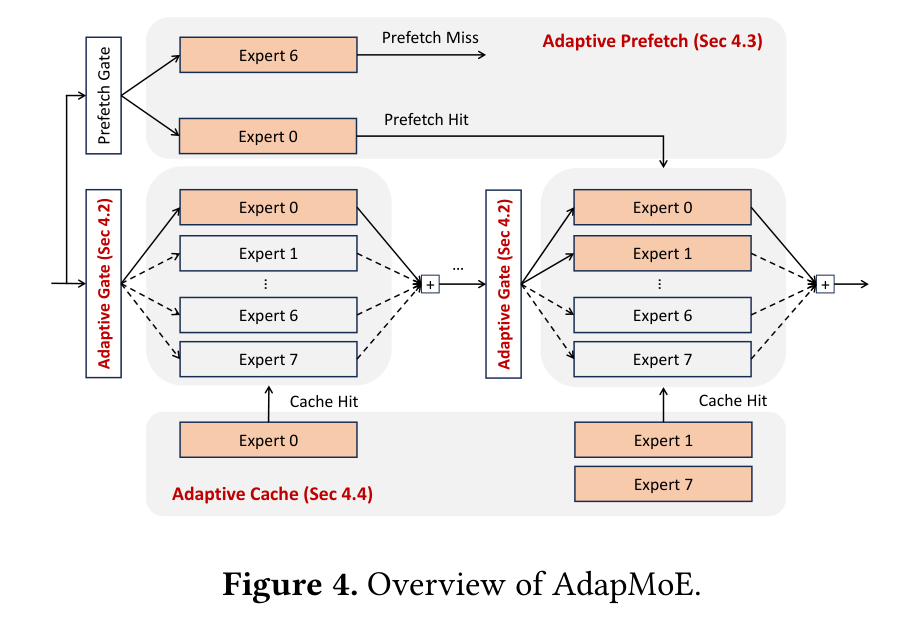 Adaptive Prefetch (Sec 4.3)
Prefetch Gate
Expert 6
Prefetch Miss
Expert 0
Prefetch Hit
Adaptive Gate (Sec 4.2)
Expert 0
Expert 1
⋮
Expert 6
Expert 7
+
...
Adaptive Gate (Sec 4.2)
Expert 0
Expert 1
⋮
Expert 6
Expert 7
+
Cache Hit
Cache Hit
Expert 0
Expert 1
Expert 7
Adaptive Cache (Sec 4.4)
Figure 4. Overview of AdapMoE.